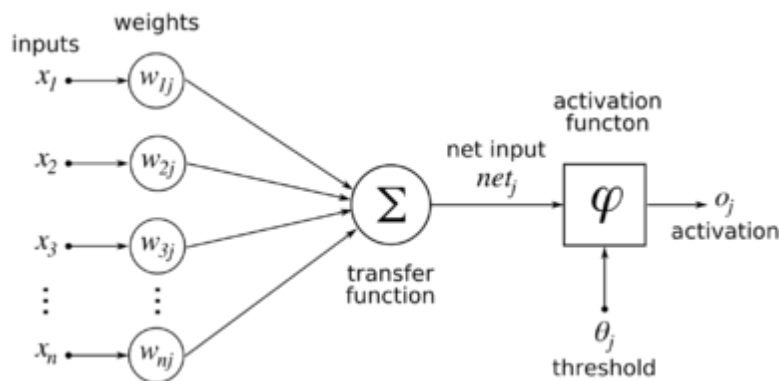 weights
inputs
x1 w1j
activation
functon
x2 w2j
net input
netj
Σ φ oj
activation
x3 w3j
transfer
function
θj
threshold
xn wnj